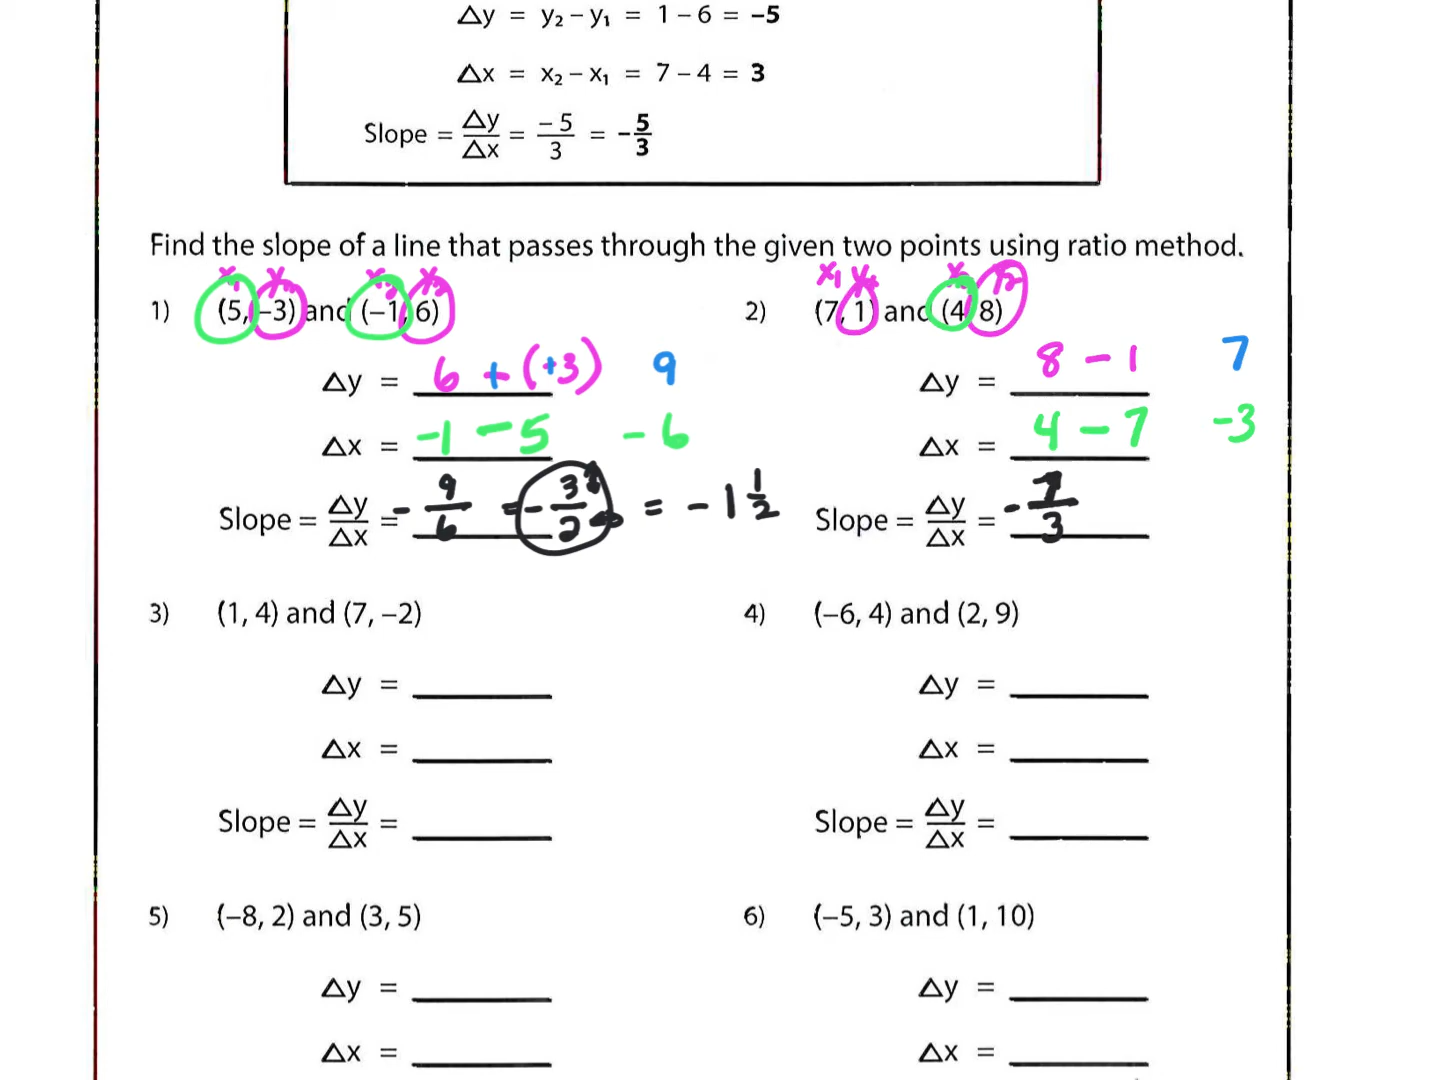 Δy = y₂ – y₁ = 1 – 6 = –5
Δx = x₂ – x₁ = 7 – 4 = 3
Slope = Δy/Δx = –5/3 = –5/3
Find the slope of a line that passes through the given two points using ratio method.
x₁ x₂
1) (5, –3) and (–1, 6)
Δy = 6 + (+3) 9
Δx = -1 - 5 - 6
Slope = Δy/Δx = - 9/6 = - 3/2 = - 1 1/2
x₁ y₂
2) (7, 1) and (4, 8)
Δy = 8 - 1 7
Δx = 4 - 7 -3
Slope = Δy/Δx = - 7/3
3) (1, 4) and (7, –2)
Δy =
Δx =
Slope = Δy/Δx =
4) (–6, 4) and (2, 9)
Δy =
Δx =
Slope = Δy/Δx =
5) (–8, 2) and (3, 5)
Δy =
Δx =
6) (–5, 3) and (1, 10)
Δy =
Δx =